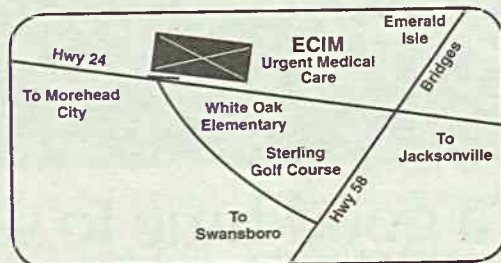 Emerald
Isle
ECIM
Urgent Medical
Care
Hwy 24
Bridges
To Morehead
City
White Oak
Elementary
To
Jacksonville
Sterling
Golf Course
Hwy 58
To
Swansboro